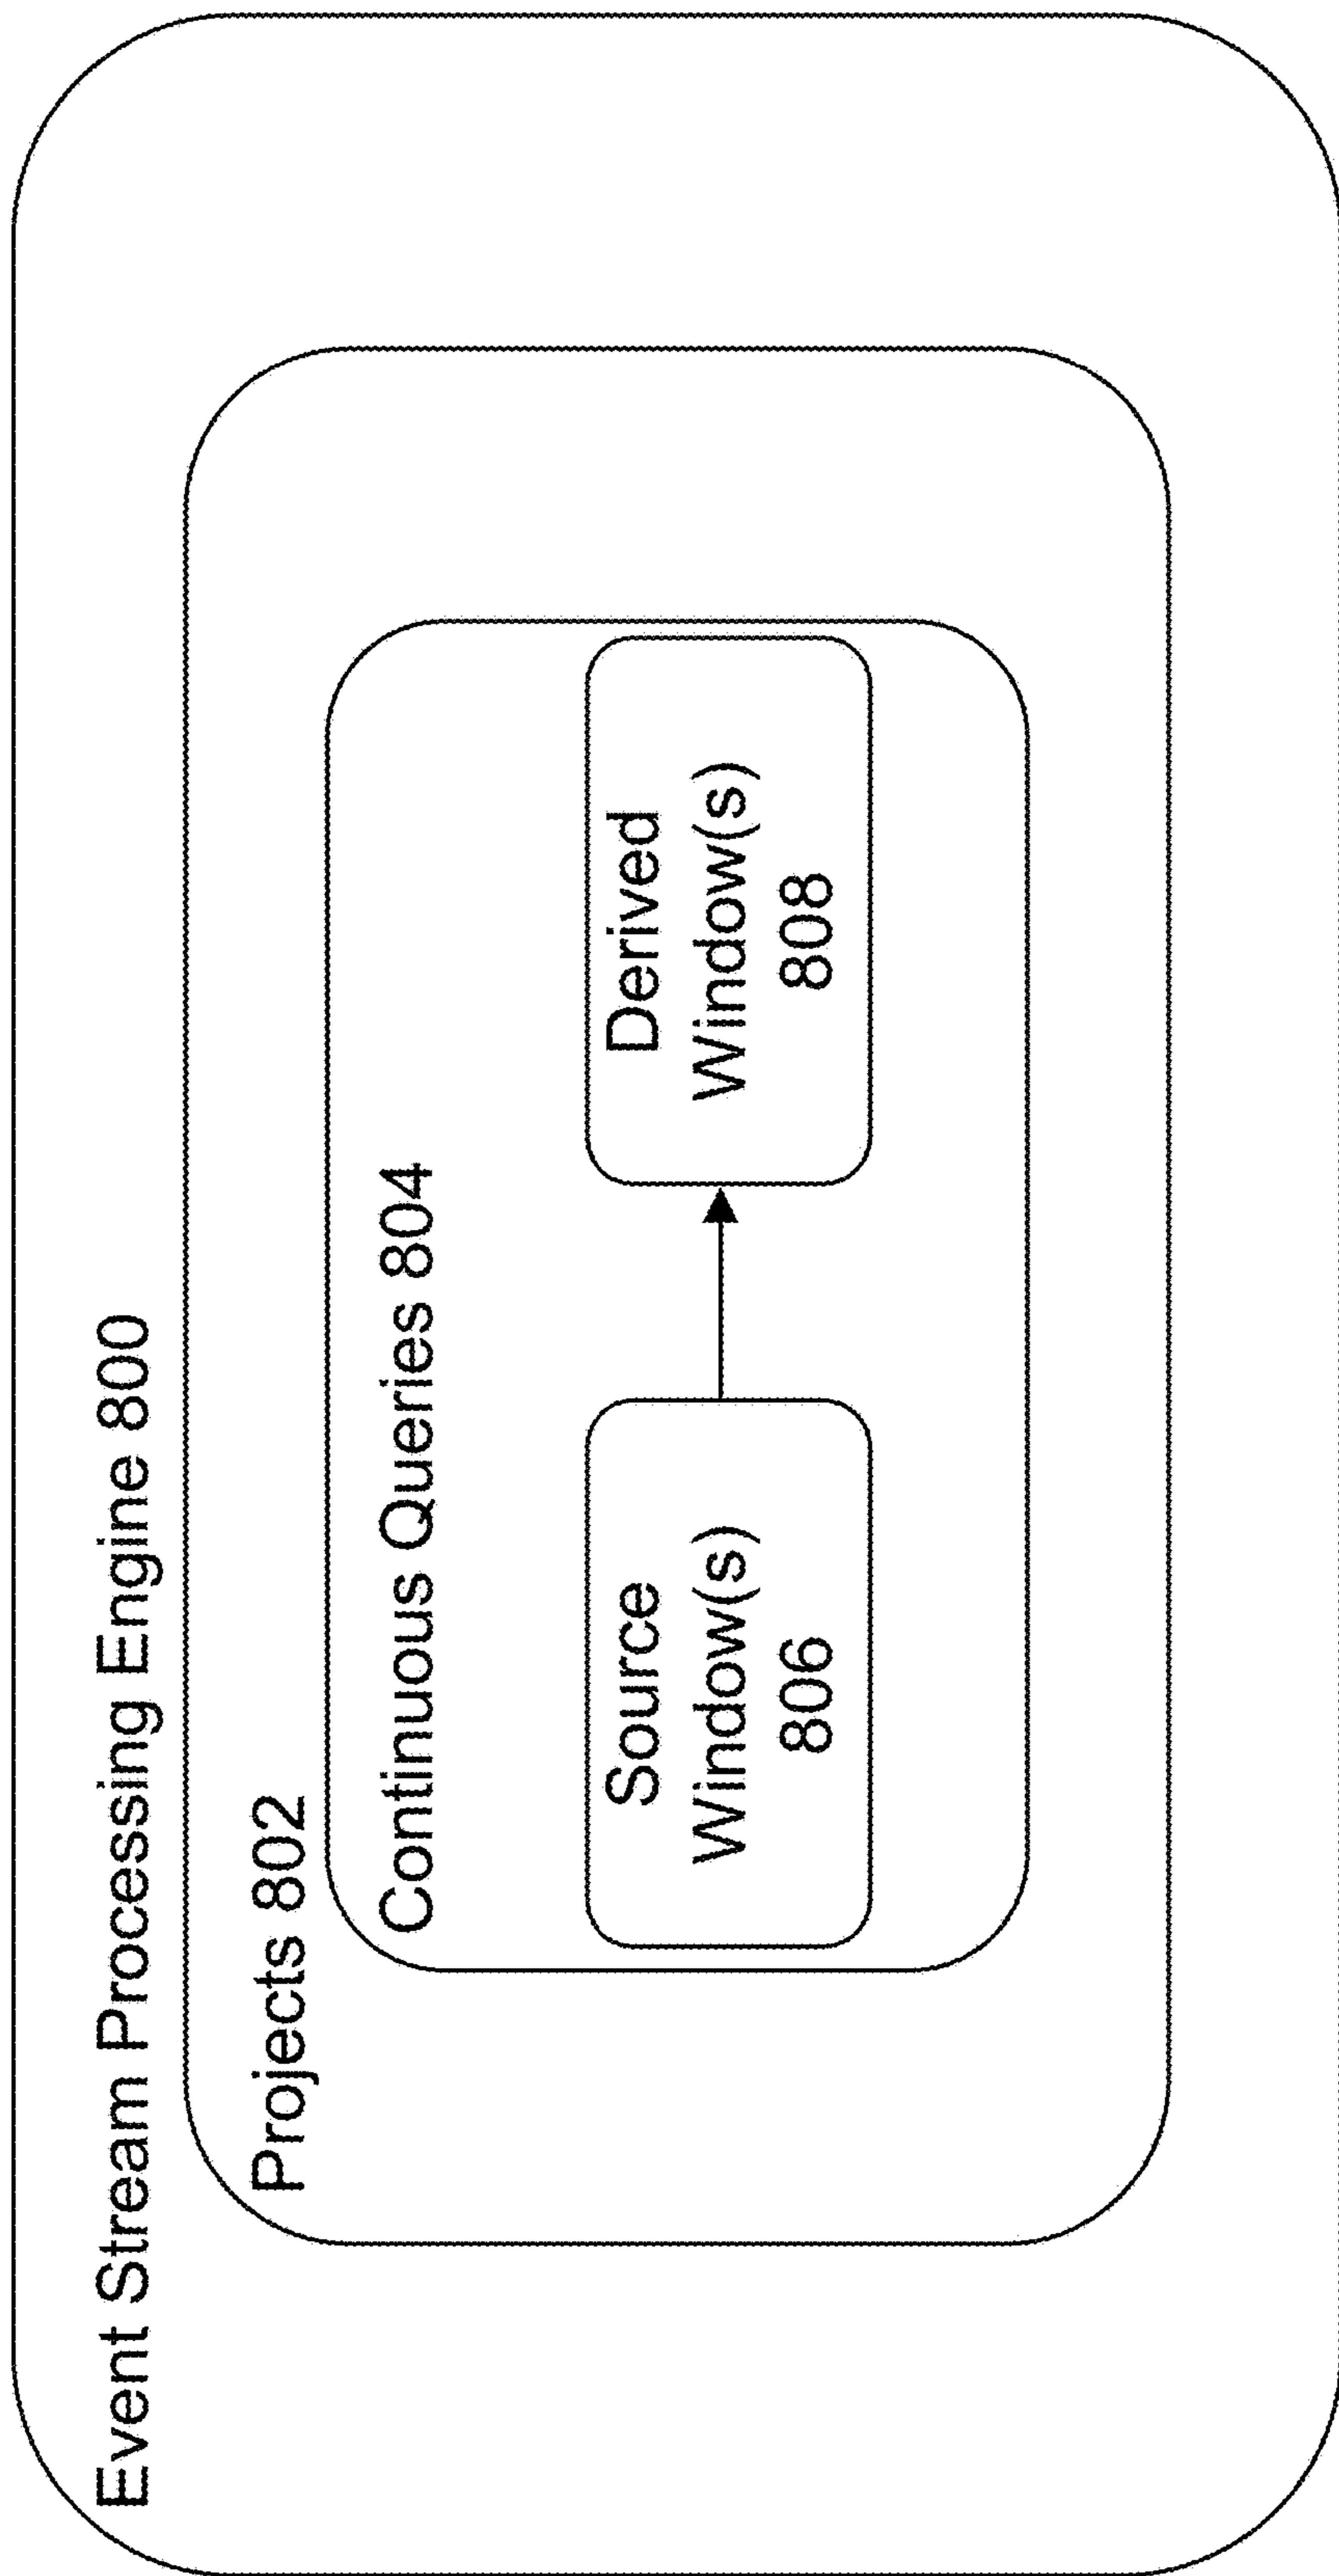 Event Stream Processing Engine 800
Projects 802
Continuous Queries 804
Source
Window(s)
806
Derived
Window(s)
808